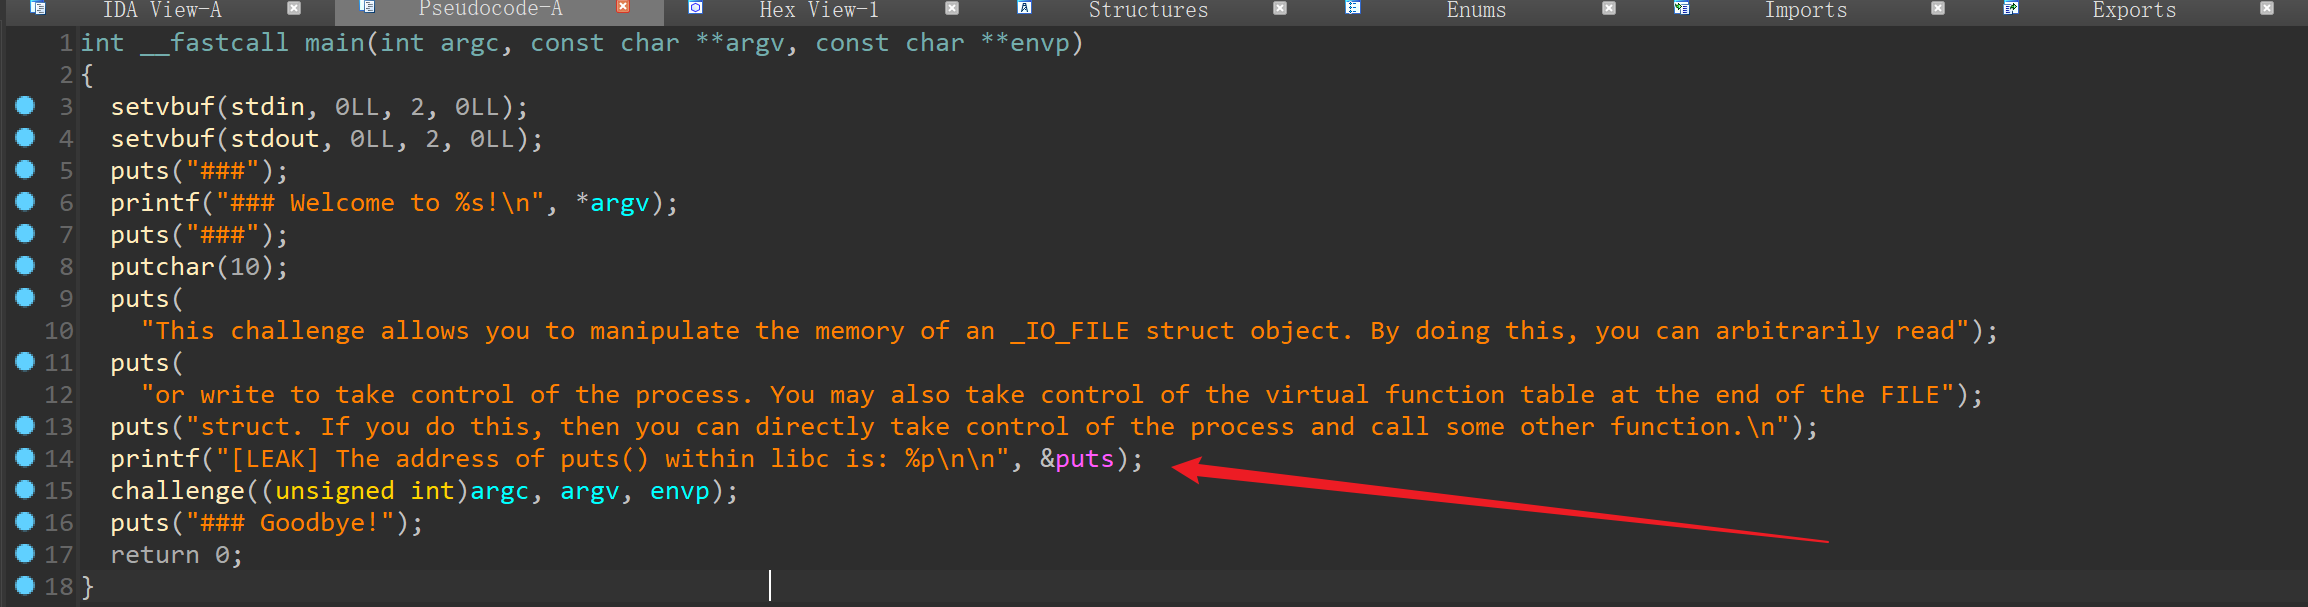 IDA View-A Pseudocode-A Hex View-1 Structures Enums Imports Exports
1 int __fastcall main(int argc, const char **argv, const char **envp)
2 {
3   setvbuf(stdin, 0LL, 2, 0LL);
4   setvbuf(stdout, 0LL, 2, 0LL);
5   puts("###");
6   printf("### Welcome to %s!\n", *argv);
7   puts("###");
8   putchar(10);
9   puts(
10     "This challenge allows you to manipulate the memory of an _IO_FILE struct object. By doing this, you can arbitrarily read");
11   puts(
12     "or write to take control of the process. You may also take control of the virtual function table at the end of the FILE");
13   puts("struct. If you do this, then you can directly take control of the process and call some other function.\n");
14   printf("[LEAK] The address of puts() within libc is: %p\n\n", &puts);
15   challenge((unsigned int)argc, argv, envp);
16   puts("### Goodbye!");
17   return 0;
18 }